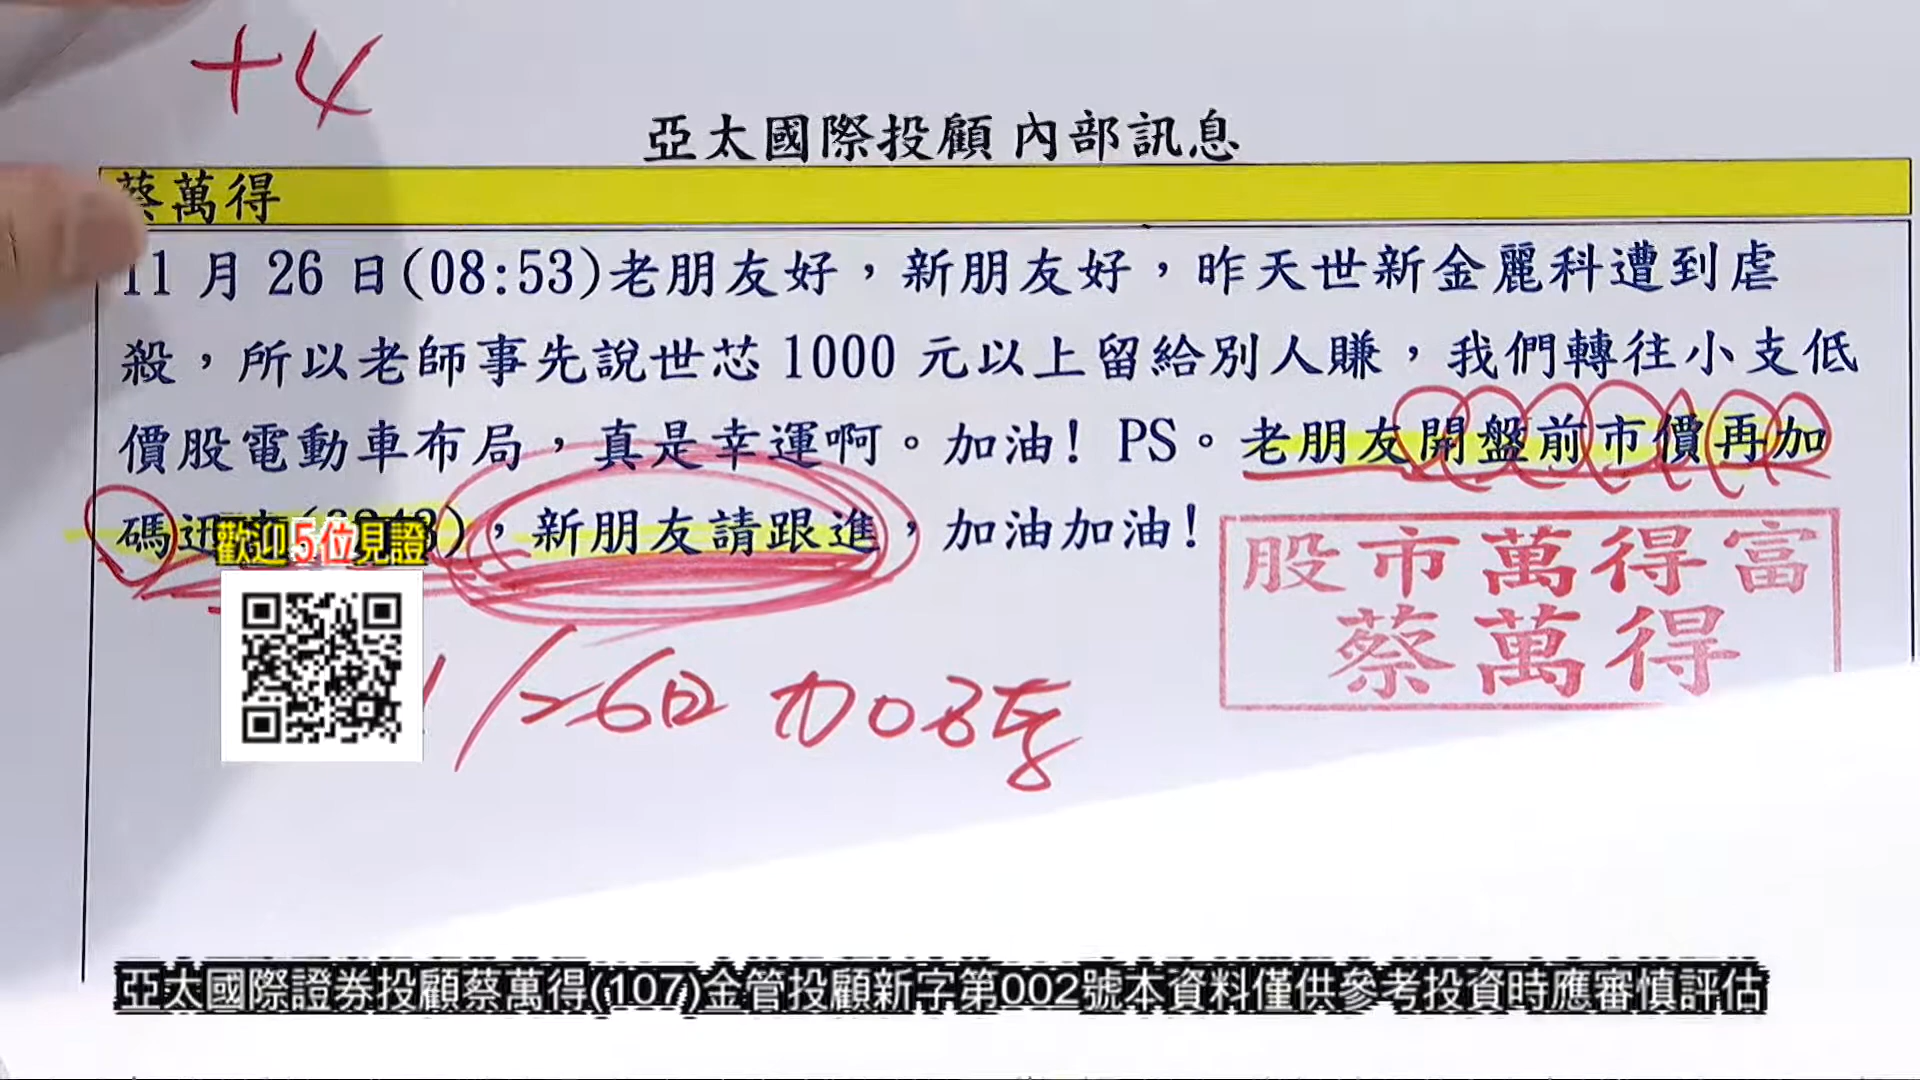 +4
亞太國際投顧 內部訊息
蔡萬得
11 月 26 日(08:53)老朋友好，新朋友好，昨天世新金麗科遭到虐
殺，所以老師事先說世芯 1000 元以上留給別人賺，我們轉往小支低
價股電動車布局，真是幸運啊。加油! PS。老朋友開盤前市價再加
碼迅 )，新朋友請跟進，加油加油!
歡迎5位見證
股市萬得富
蔡萬得
/26日 加碼
亞太國際證券投顧蔡萬得(107)金管投顧新字第002號本資料僅供參考投資時應審慎評估